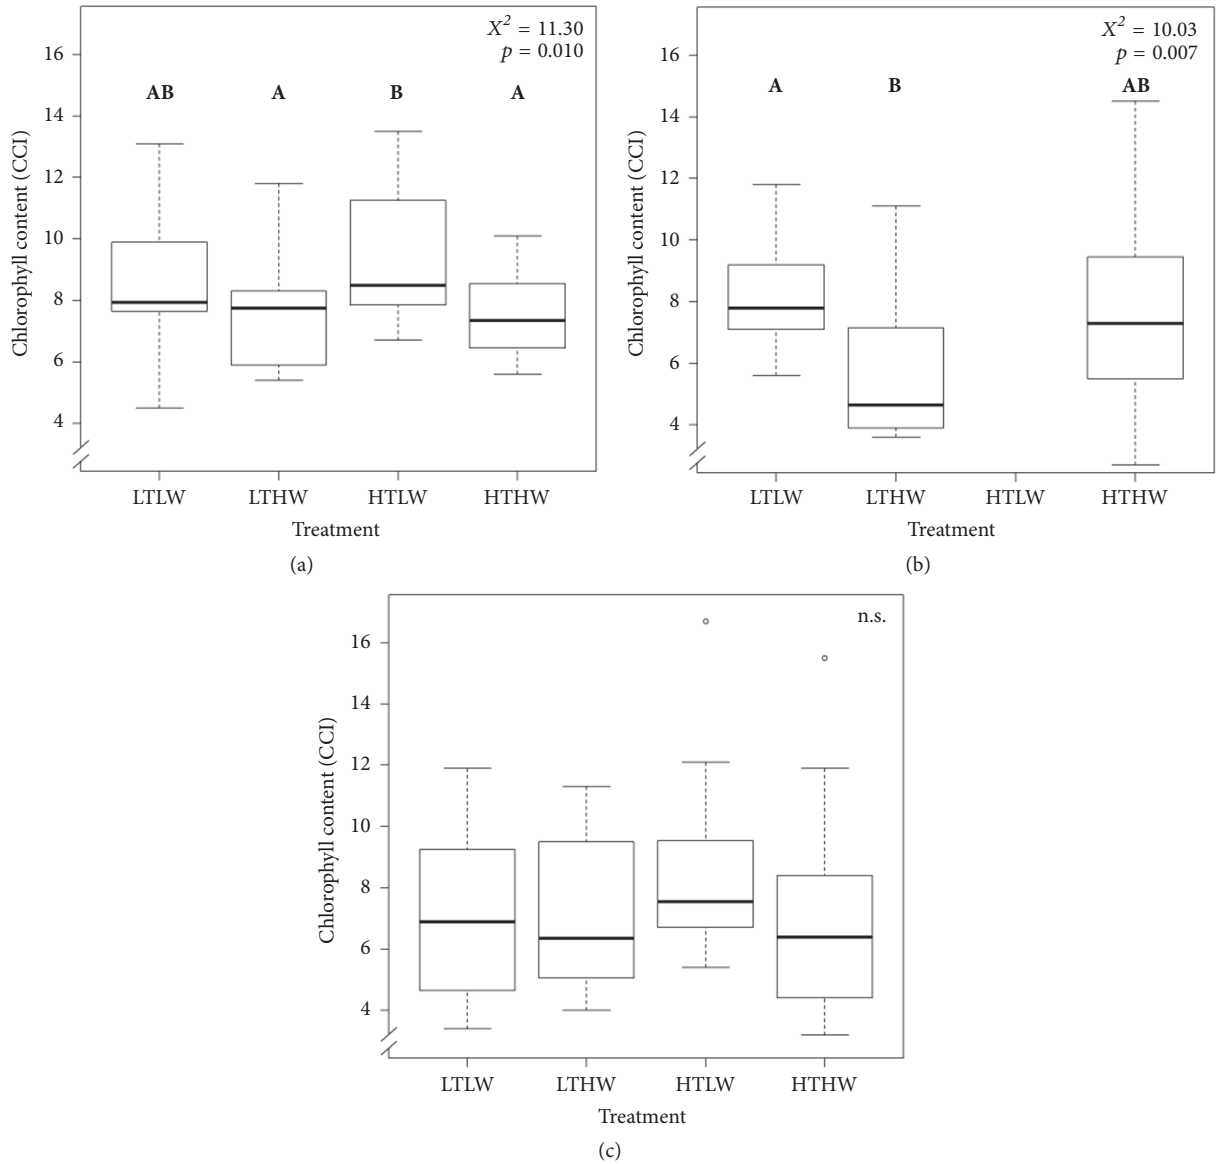 X² = 11.30
p = 0.010
16
14
12
10
8
6
4
AB A B A
Chlorophyll content (CCI)
LTLW LTHW HTLW HTHW
Treatment
(a)
X² = 10.03
p = 0.007
16
14
12
10
8
6
4
A B AB
Chlorophyll content (CCI)
LTLW LTHW HTLW HTHW
Treatment
(b)
n.s.
16
14
12
10
8
6
4
Chlorophyll content (CCI)
LTLW LTHW HTLW HTHW
Treatment
(c)